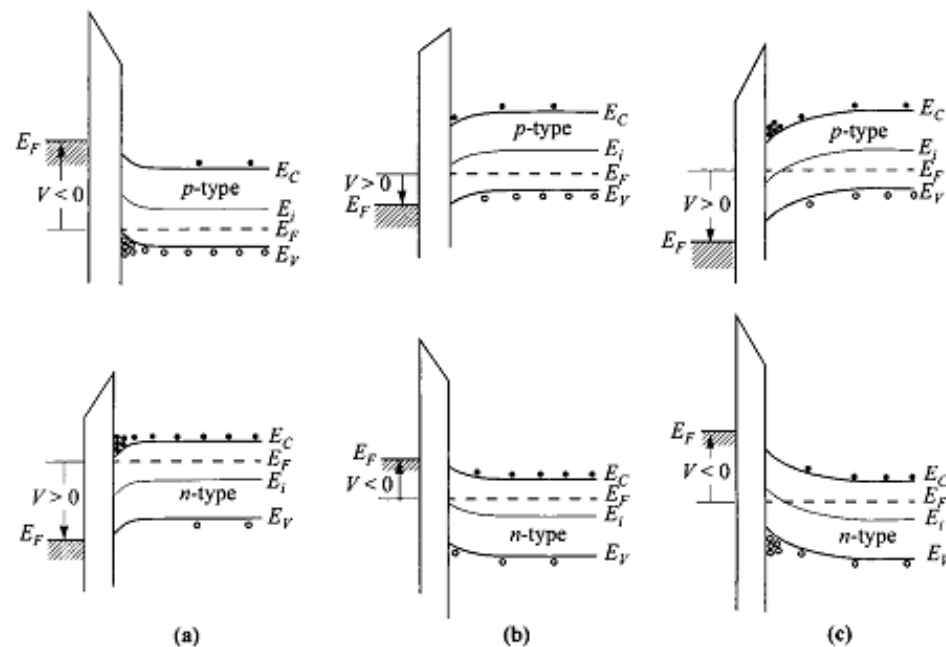 E_F
V < 0
p-type
E_C
E_i
E_F
E_V
V > 0
E_F
p-type
E_C
E_i
E_F
E_V
V > 0
E_F
p-type
E_C
E_i
E_F
E_V
V > 0
E_F
n-type
E_C
E_F
E_i
E_V
E_F
V < 0
n-type
E_C
E_F
E_i
E_V
E_F
V < 0
n-type
E_C
E_F
E_i
E_V
(a) (b) (c)